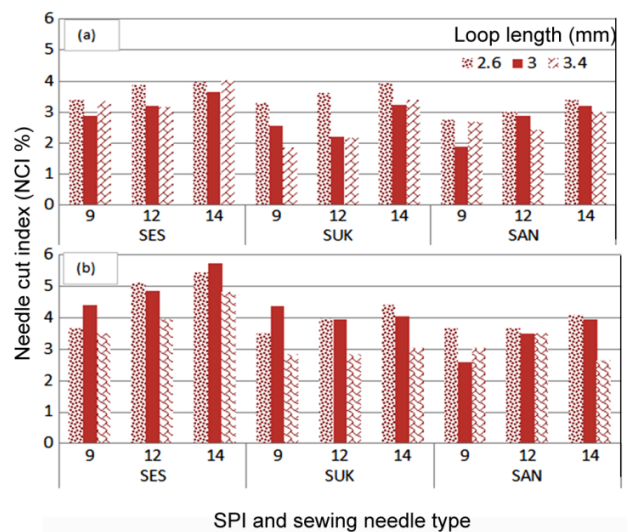 6
(a)
Loop length (mm)
5
2.6 3 3.4
4
3
2
1
0
9 12 14 9 12 14 9 12 14
SES SUK SAN
Needle cut index (NCI %)
6
(b)
5
4
3
2
1
0
9 12 14 9 12 14 9 12 14
SES SUK SAN
SPI and sewing needle type